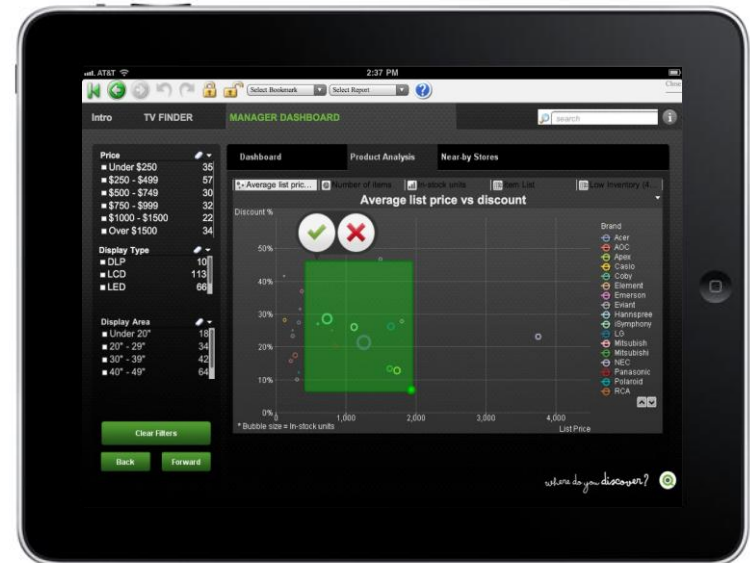 AT&T 2:37 PM
Select Bookmark Select Report ? Close
Intro TV FINDER MANAGER DASHBOARD search i
Price
Under $250 35
$250 - $499 57
$500 - $749 30
$750 - $999 32
$1000 - $1500 22
Over $1500 34
Display Type
DLP 10
LCD 113
LED 66
Display Area
Under 20" 18
20" - 29" 34
30" - 39" 42
40" - 49" 64
Clear Filters
Back Forward
Dashboard Product Analysis Near-by Stores
Average list pric... Number of items In-stock units Item List Low Inventory (4...
Average list price vs discount
Discount %
50%
40%
30%
20%
10%
0%
0 1,000 2,000 3,000 4,000
* Bubble size = In-stock units List Price
Brand
Acer
AOC
Apex
Casio
Coby
Element
Emerson
Eviant
Hannspree
iSymphony
LG
Mitsubish
Mitsubishi
NEC
Panasonic
Polaroid
RCA
where do you discover?